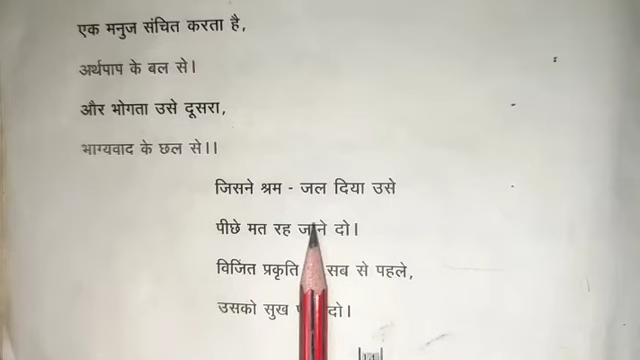 एक मनुज संचित करता है,
अर्थपाप के बल से।
और भोगता उसे दूसरा,
भाग्यवाद के छल से।।
जिसने श्रम - जल दिया उसे
पीछे मत रह जाने दो।
विजिंत प्रकृति सब से पहले,
उसको सुख दो।